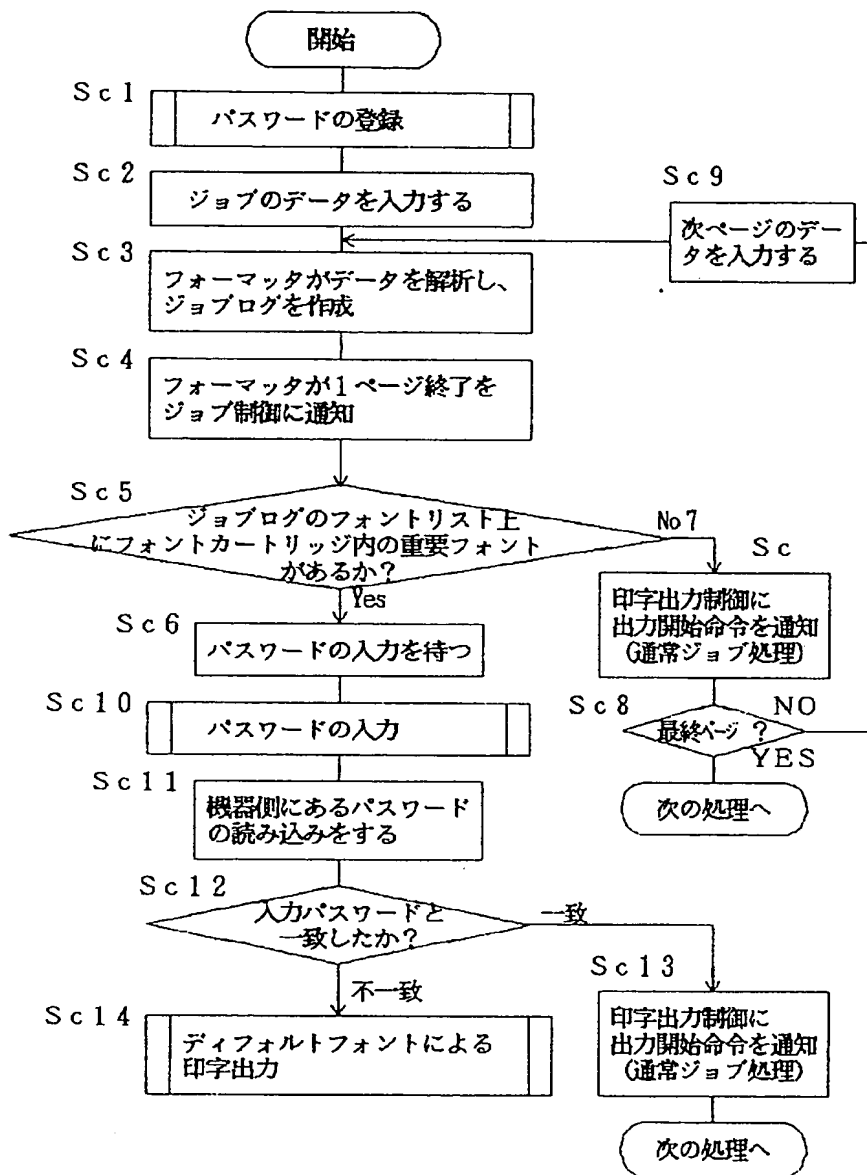 開始
Sc1
パスワードの登録
Sc2
ジョブのデータを入力する
Sc9
次ページのデー
タを入力する
Sc3
フォーマッタがデータを解析し、
ジョブログを作成
Sc4
フォーマッタが1ページ終了を
ジョブ制御に通知
Sc5
ジョブログのフォントリスト上
にフォントカートリッジ内の重要フォント
があるか?
No7
Yes
Sc
印字出力制御に
出力開始命令を通知
(通常ジョブ処理)
Sc6
パスワードの入力を待つ
Sc8
最終ページ?
NO
YES
次の処理へ
Sc10
パスワードの入力
Sc11
機器側にあるパスワード
の読み込みをする
Sc12
入力パスワードと
一致したか?
一致
不一致
Sc13
印字出力制御に
出力開始命令を通知
(通常ジョブ処理)
次の処理へ
Sc14
ディフォルトフォントによる
印字出力